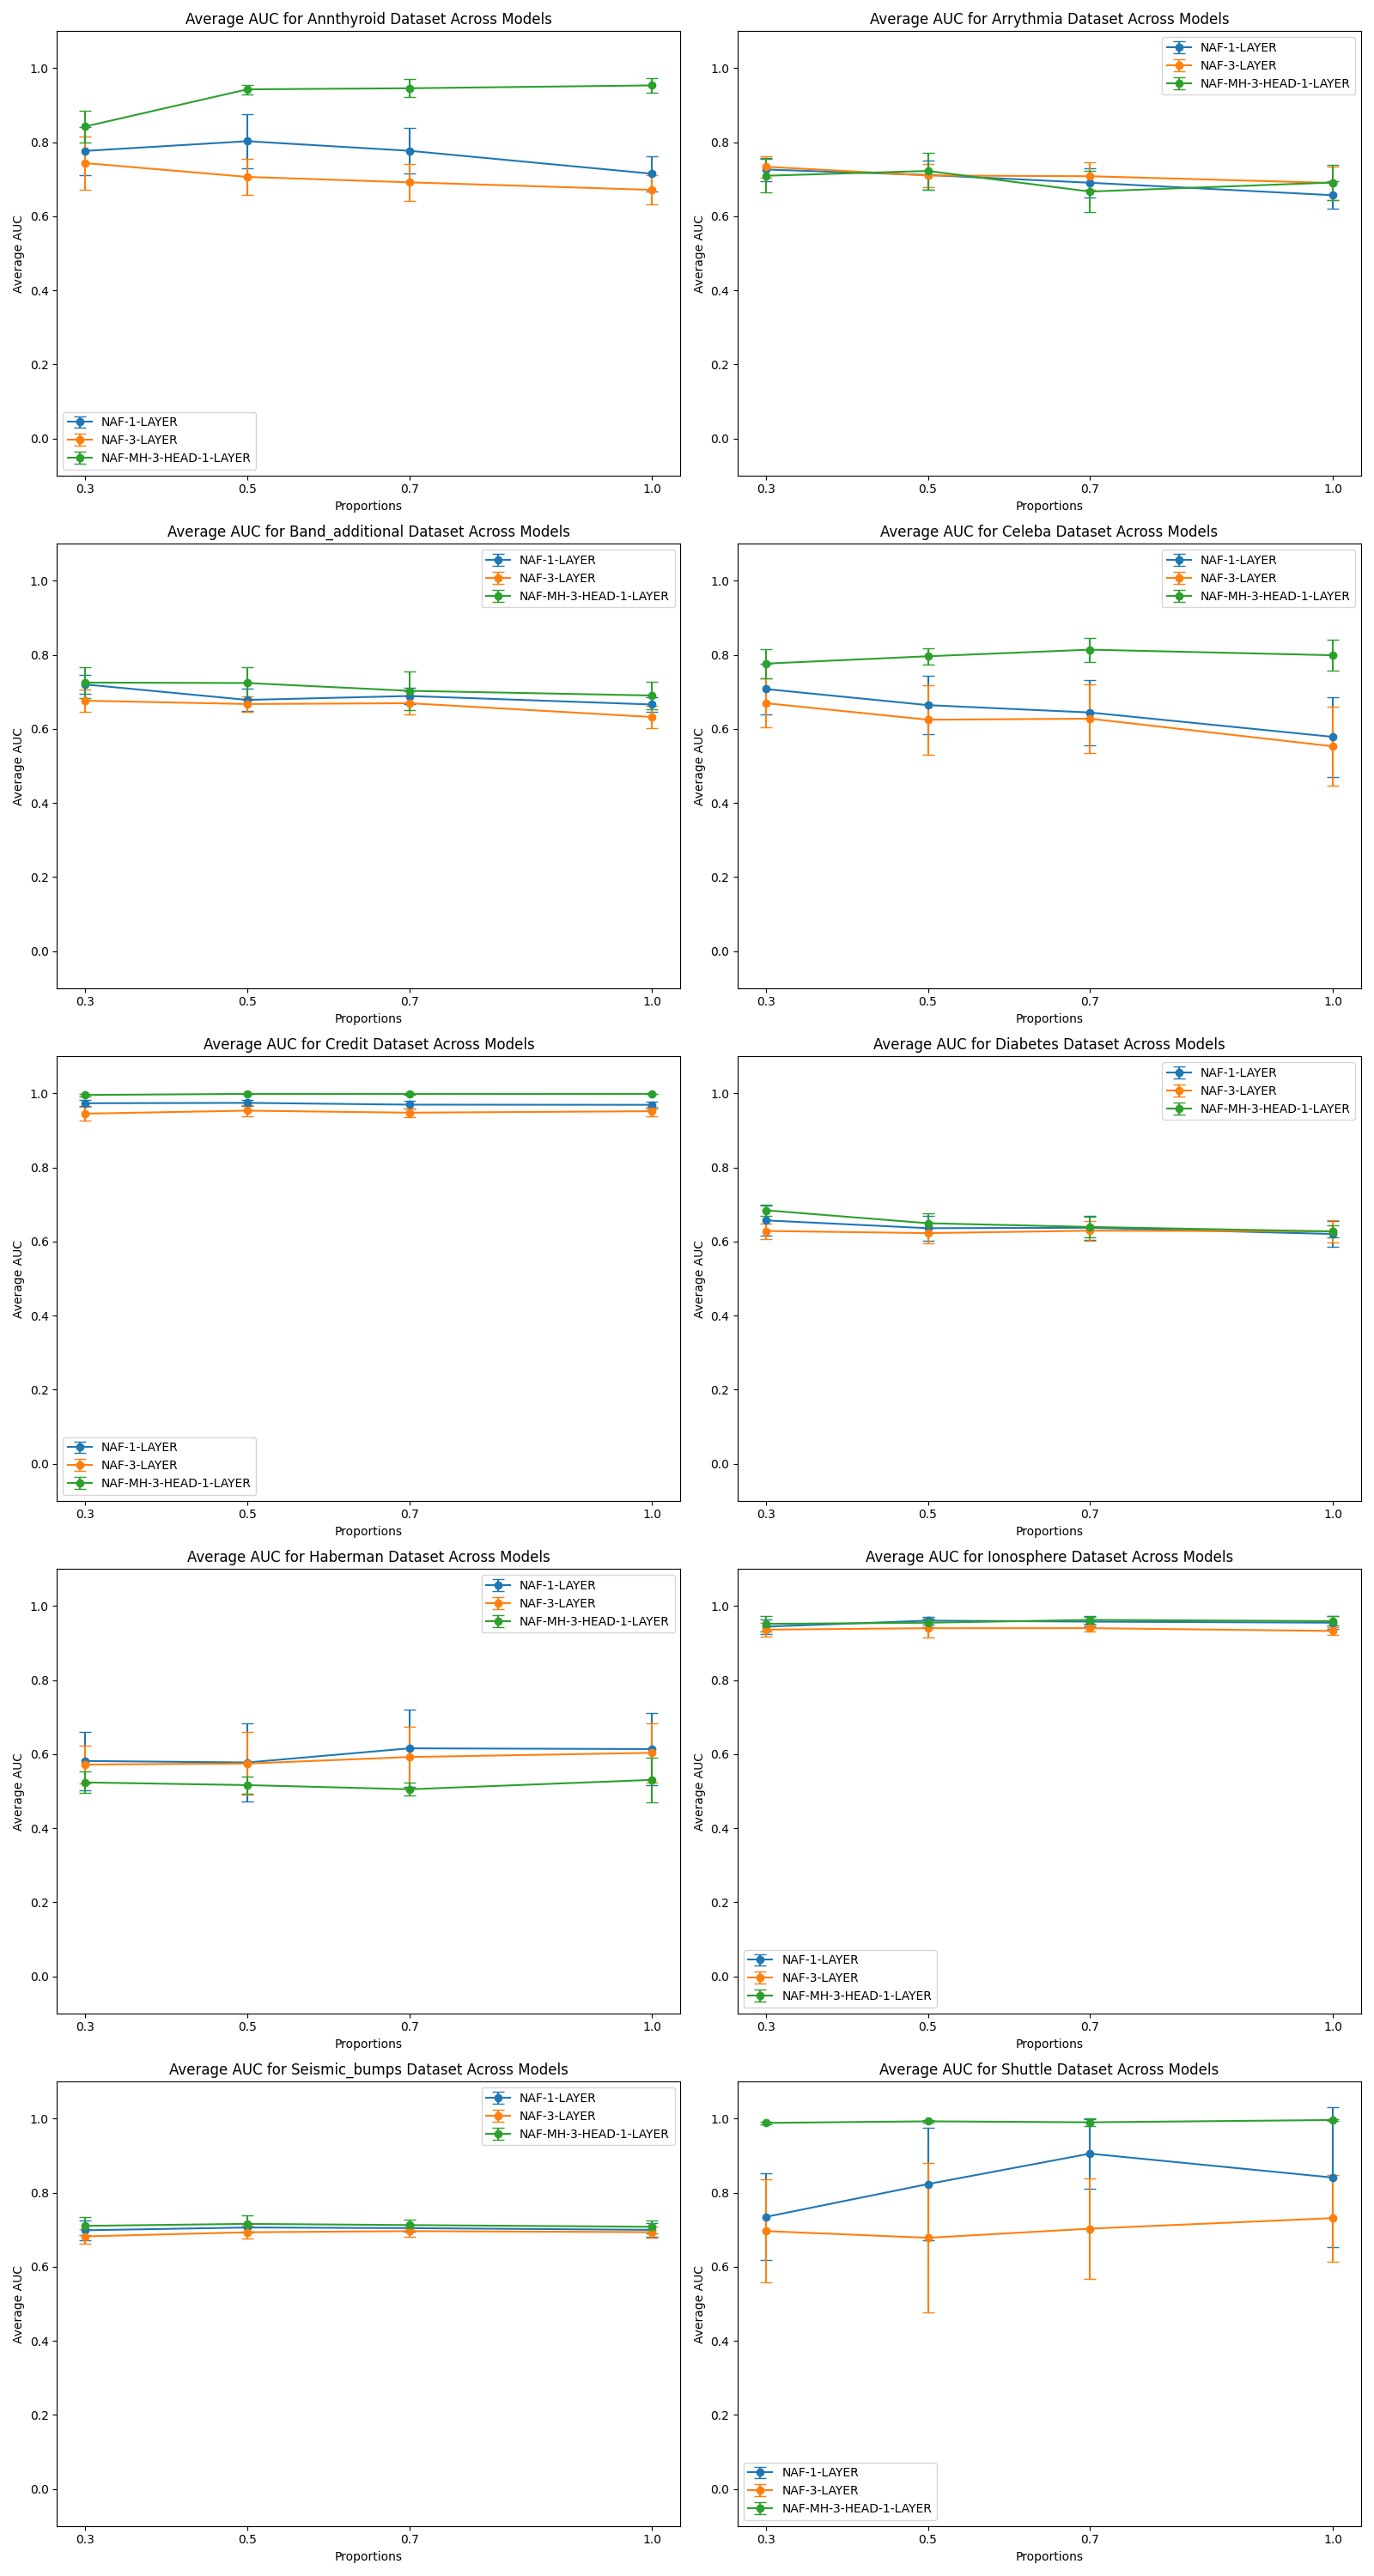 Average AUC for Annthyroid Dataset Across Models
Average AUC
1.0
0.8
0.6
0.4
0.2
0.0
NAF-1-LAYER
NAF-3-LAYER
NAF-MH-3-HEAD-1-LAYER
0.3 0.5 0.7 1.0
Proportions
Average AUC for Arrythmia Dataset Across Models
Average AUC
1.0
0.8
0.6
0.4
0.2
0.0
NAF-1-LAYER
NAF-3-LAYER
NAF-MH-3-HEAD-1-LAYER
0.3 0.5 0.7 1.0
Proportions
Average AUC for Band_additional Dataset Across Models
Average AUC
1.0
0.8
0.6
0.4
0.2
0.0
NAF-1-LAYER
NAF-3-LAYER
NAF-MH-3-HEAD-1-LAYER
0.3 0.5 0.7 1.0
Proportions
Average AUC for Celeba Dataset Across Models
Average AUC
1.0
0.8
0.6
0.4
0.2
0.0
NAF-1-LAYER
NAF-3-LAYER
NAF-MH-3-HEAD-1-LAYER
0.3 0.5 0.7 1.0
Proportions
Average AUC for Credit Dataset Across Models
Average AUC
1.0
0.8
0.6
0.4
0.2
0.0
NAF-1-LAYER
NAF-3-LAYER
NAF-MH-3-HEAD-1-LAYER
0.3 0.5 0.7 1.0
Proportions
Average AUC for Diabetes Dataset Across Models
Average AUC
1.0
0.8
0.6
0.4
0.2
0.0
NAF-1-LAYER
NAF-3-LAYER
NAF-MH-3-HEAD-1-LAYER
0.3 0.5 0.7 1.0
Proportions
Average AUC for Haberman Dataset Across Models
Average AUC
1.0
0.8
0.6
0.4
0.2
0.0
NAF-1-LAYER
NAF-3-LAYER
NAF-MH-3-HEAD-1-LAYER
0.3 0.5 0.7 1.0
Proportions
Average AUC for Ionosphere Dataset Across Models
Average AUC
1.0
0.8
0.6
0.4
0.2
0.0
NAF-1-LAYER
NAF-3-LAYER
NAF-MH-3-HEAD-1-LAYER
0.3 0.5 0.7 1.0
Proportions
Average AUC for Seismic_bumps Dataset Across Models
Average AUC
1.0
0.8
0.6
0.4
0.2
0.0
NAF-1-LAYER
NAF-3-LAYER
NAF-MH-3-HEAD-1-LAYER
0.3 0.5 0.7 1.0
Proportions
Average AUC for Shuttle Dataset Across Models
Average AUC
1.0
0.8
0.6
0.4
0.2
0.0
NAF-1-LAYER
NAF-3-LAYER
NAF-MH-3-HEAD-1-LAYER
0.3 0.5 0.7 1.0
Proportions